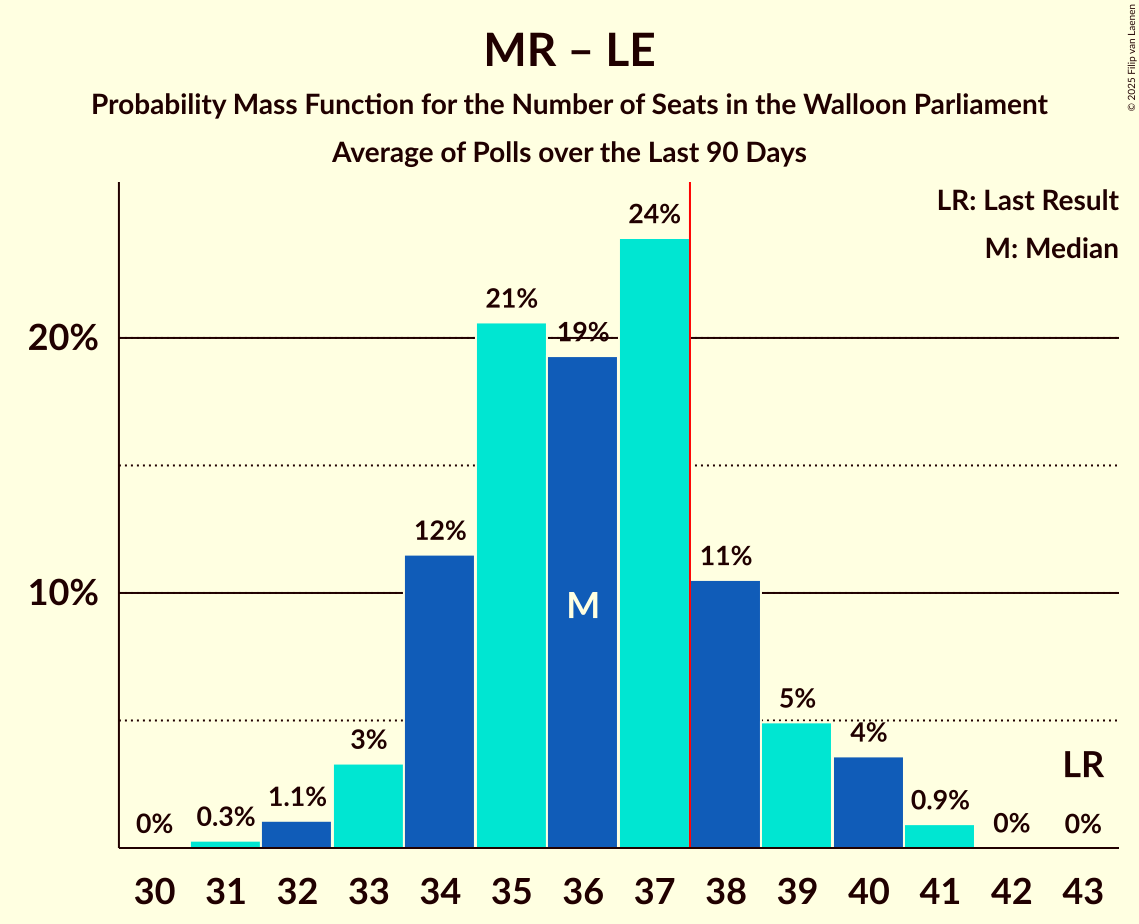 MR – LE
Probability Mass Function for the Number of Seats in the Walloon Parliament
Average of Polls over the Last 90 Days
© 2025 Filip van Laenen
LR: Last Result
M: Median
20%
10%
0%
0.3%
1.1%
3%
12%
21%
19%
24%
11%
5%
4%
0.9%
0%
0%
M
LR
30 31 32 33 34 35 36 37 38 39 40 41 42 43